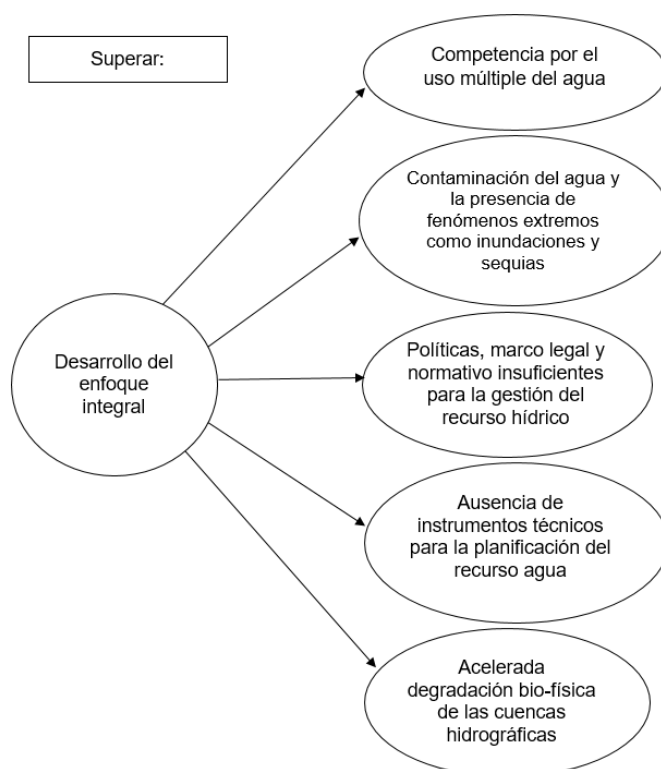 Superar:
Competencia por el
uso múltiple del agua
Contaminación del agua y
la presencia de
fenómenos extremos
como inundaciones y
sequias
Desarrollo del
enfoque
integral
Políticas, marco legal y
normativo insuficientes
para la gestión del
recurso hídrico
Ausencia de
instrumentos técnicos
para la planificación del
recurso agua
Acelerada
degradación bio-física
de las cuencas
hidrográficas